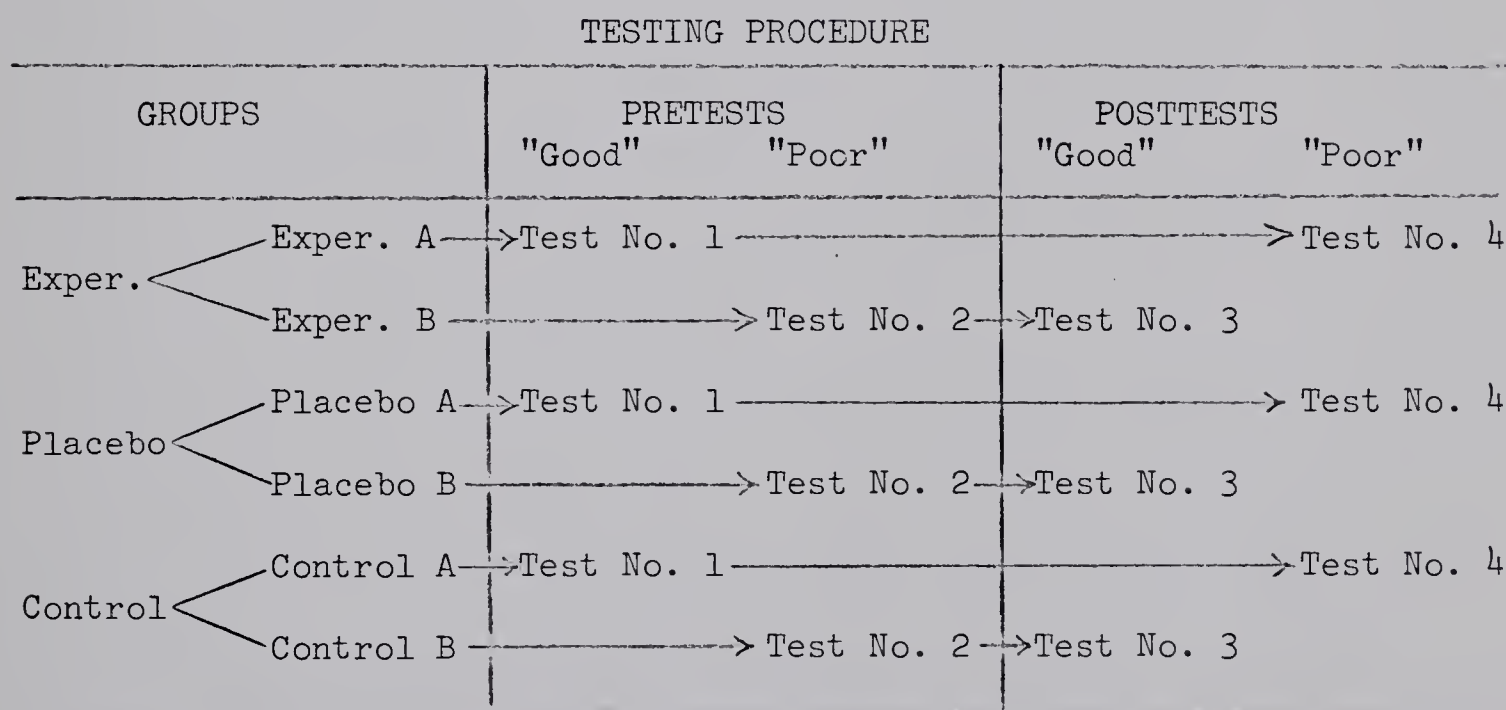 TESTING PROCEDURE
GROUPS PRETESTS POSTTESTS
"Good" "Poor" "Good" "Poor"
Exper. A Test No. 1 Test No. 4
Exper.
Exper. B Test No. 2 Test No. 3
Placebo A Test No. 1 Test No. 4
Placebo
Placebo B Test No. 2 Test No. 3
Control A Test No. 1 Test No. 4
Control
Control B Test No. 2 Test No. 3